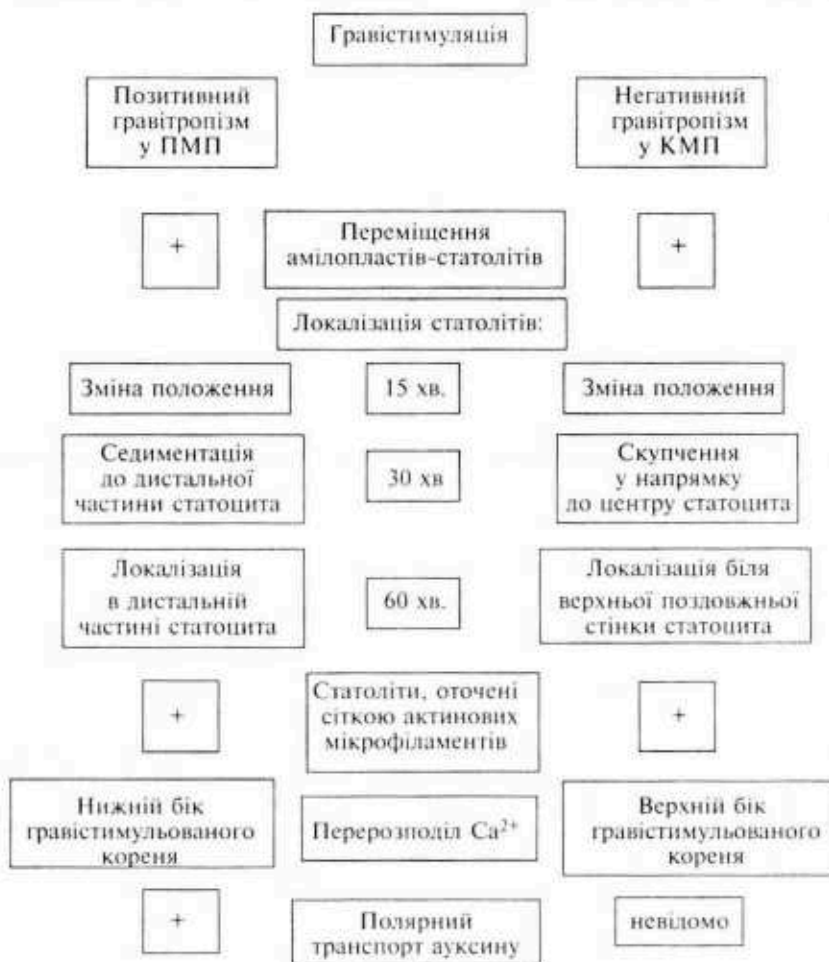 Гравістимуляція
Позитивний
гравітропізм
у ПМП
Негативний
гравітропізм
у КМП
+
Переміщення
амілопластів-статолітів
+
Локалізація статолітів:
Зміна положення
15 хв.
Зміна положення
Седиментація
до дистальної
частини статоцита
30 хв
Скупчення
у напрямку
до центру статоцита
Локалізація
в дистальній
частині статоцита
60 хв.
Локалізація біля
верхньої поздовжньої
стінки статоцита
+
Статоліти, оточені
сіткою актинових
мікрофіламентів
+
Нижній бік
гравістимульованого
кореня
Перерозподіл Ca²⁺
Верхній бік
гравістимульованого
кореня
+
Полярний
транспорт ауксину
невідомо